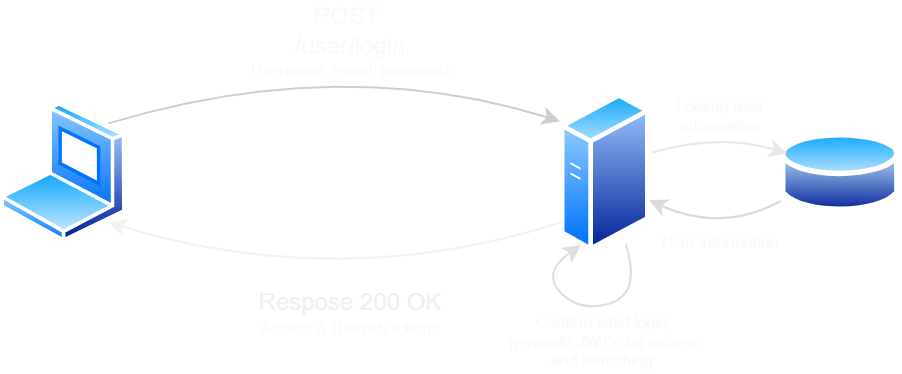 POST
/user/login
Username, email, password
Lookup user
information
User information
Respose 200 OK
Access & Refresh tokens
Confirm valid login,
generate JWT's for access
and refreshing